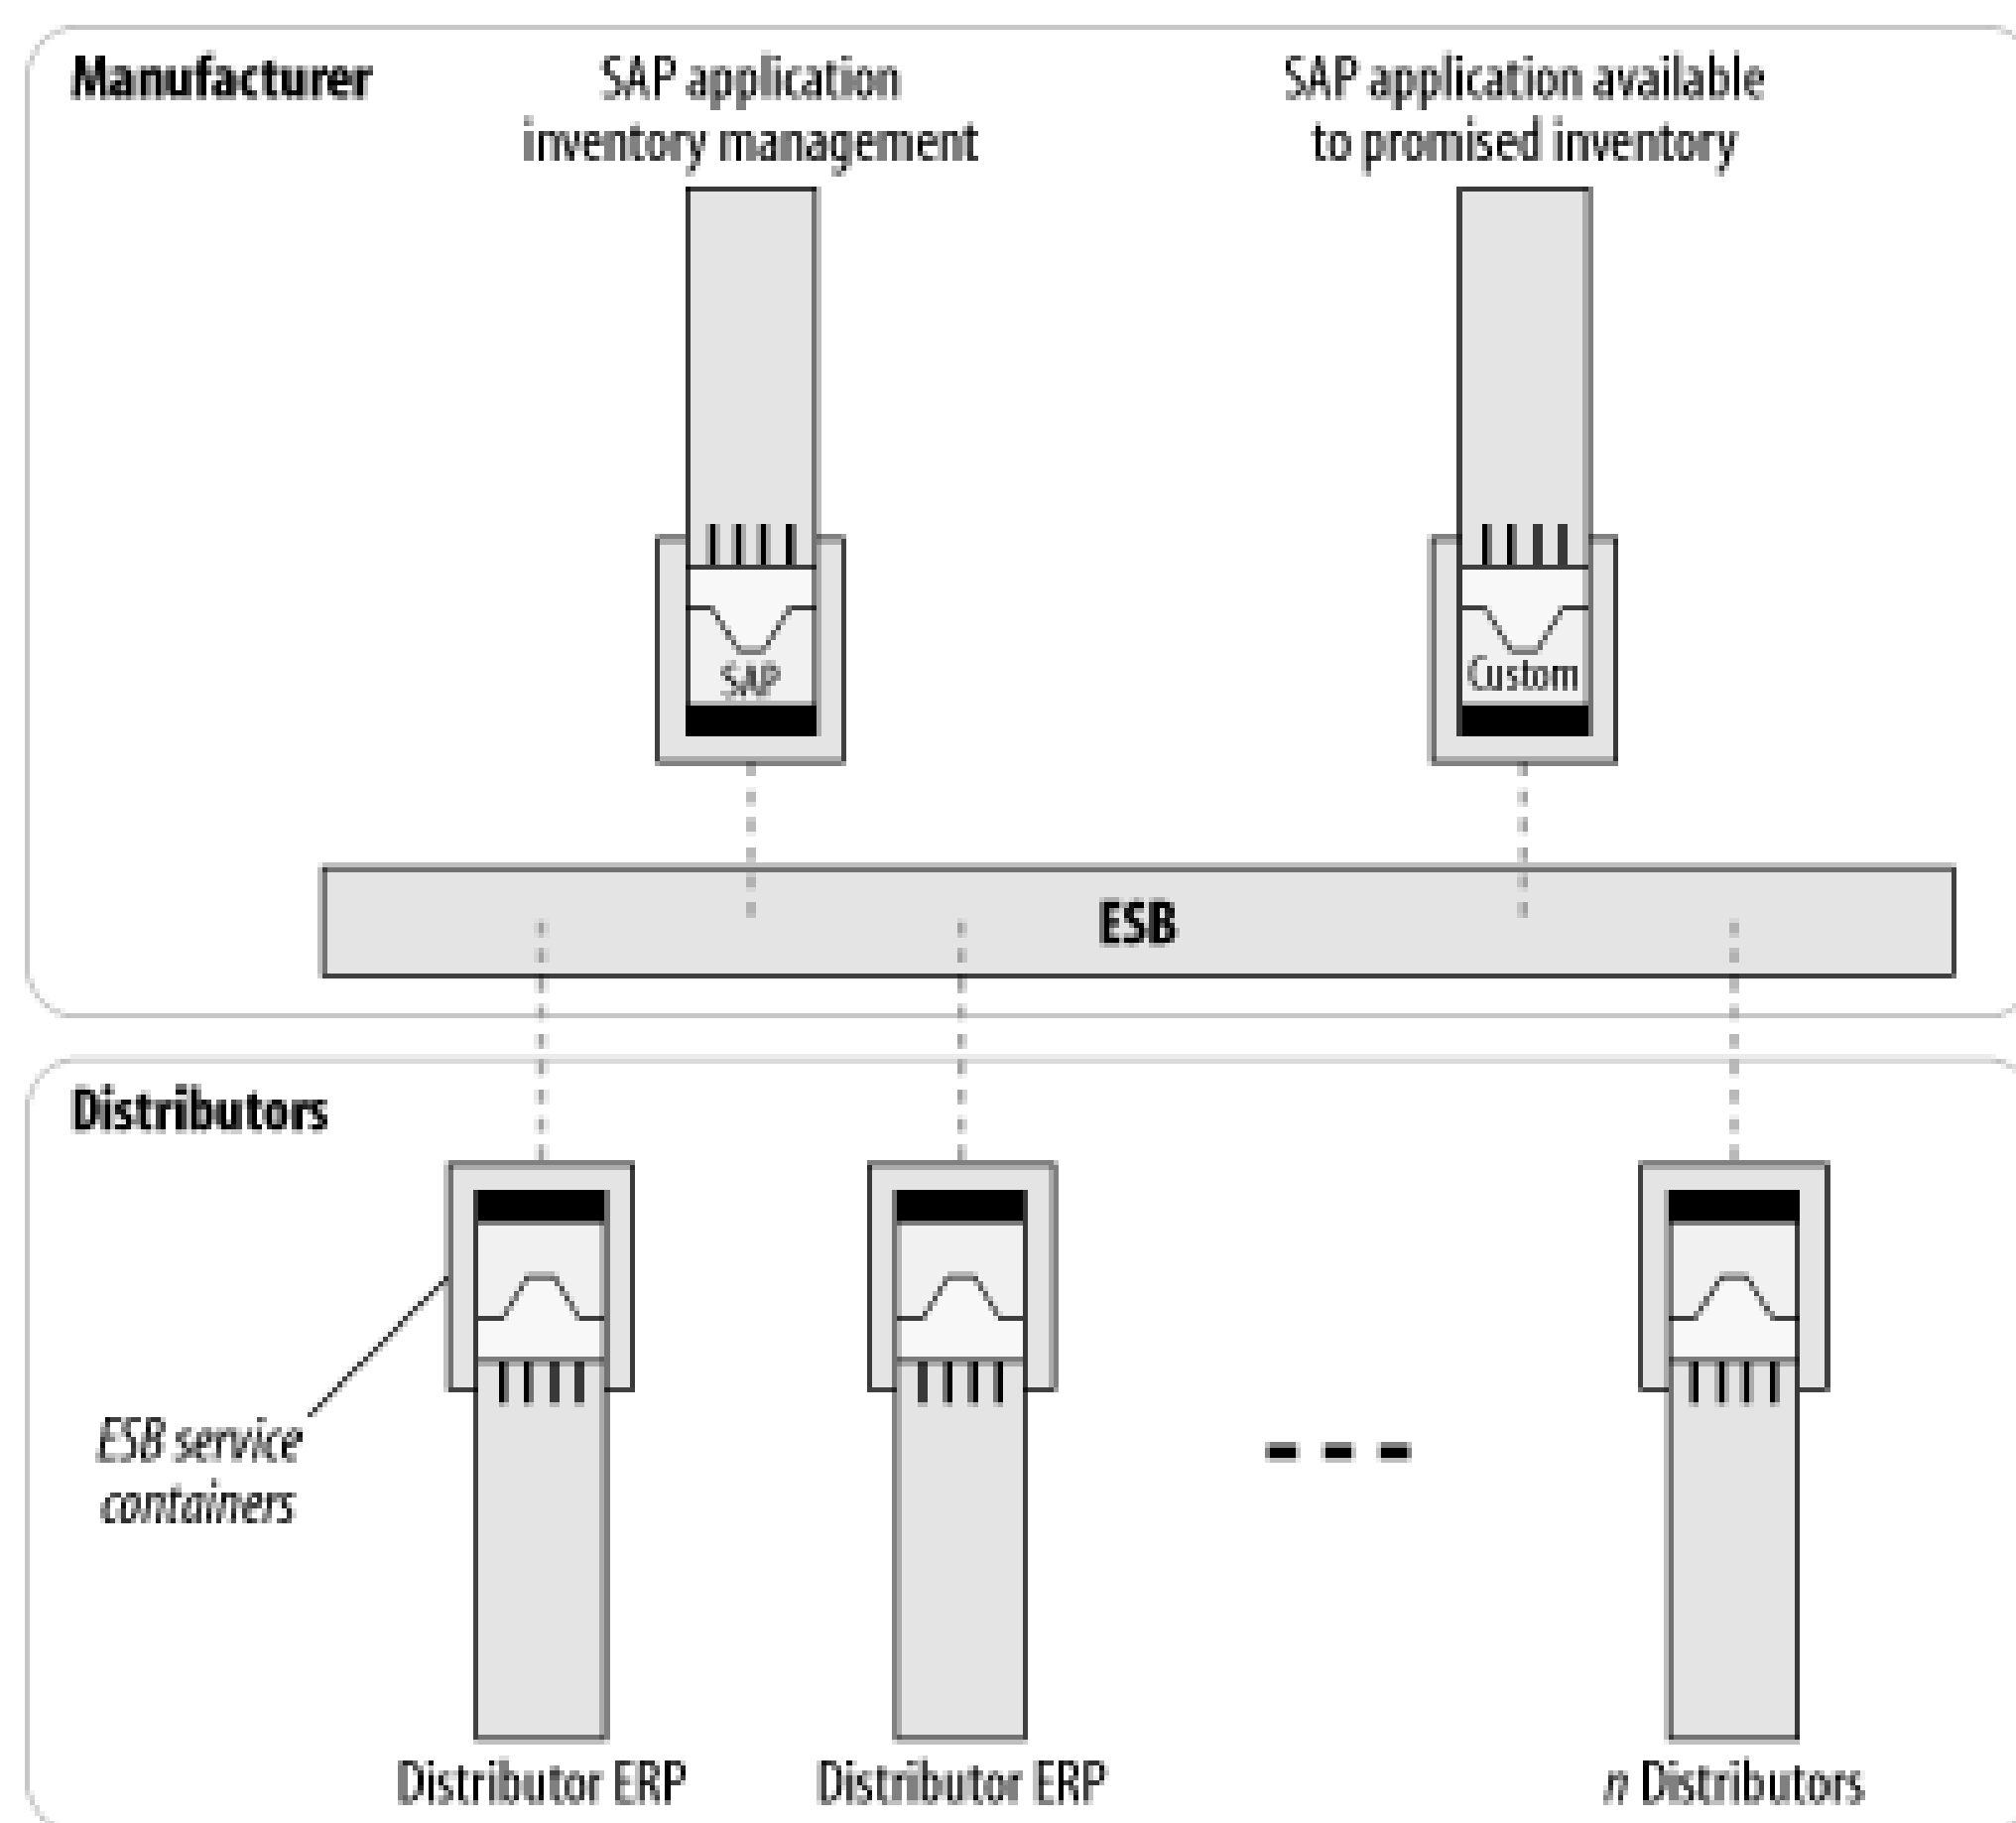 Manufacturer
SAP application
inventory management
SAP application available
to promised inventory
SAP
Custom
ESB
Distributors
ESB service
containers
Distributor ERP
Distributor ERP
n Distributors